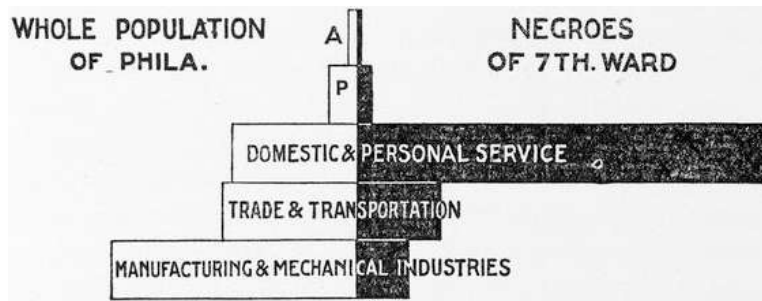 WHOLE POPULATION
OF PHILA.
NEGROES
OF 7TH. WARD
A
P
DOMESTIC & PERSONAL SERVICE
TRADE & TRANSPORTATION
MANUFACTURING & MECHANICAL INDUSTRIES